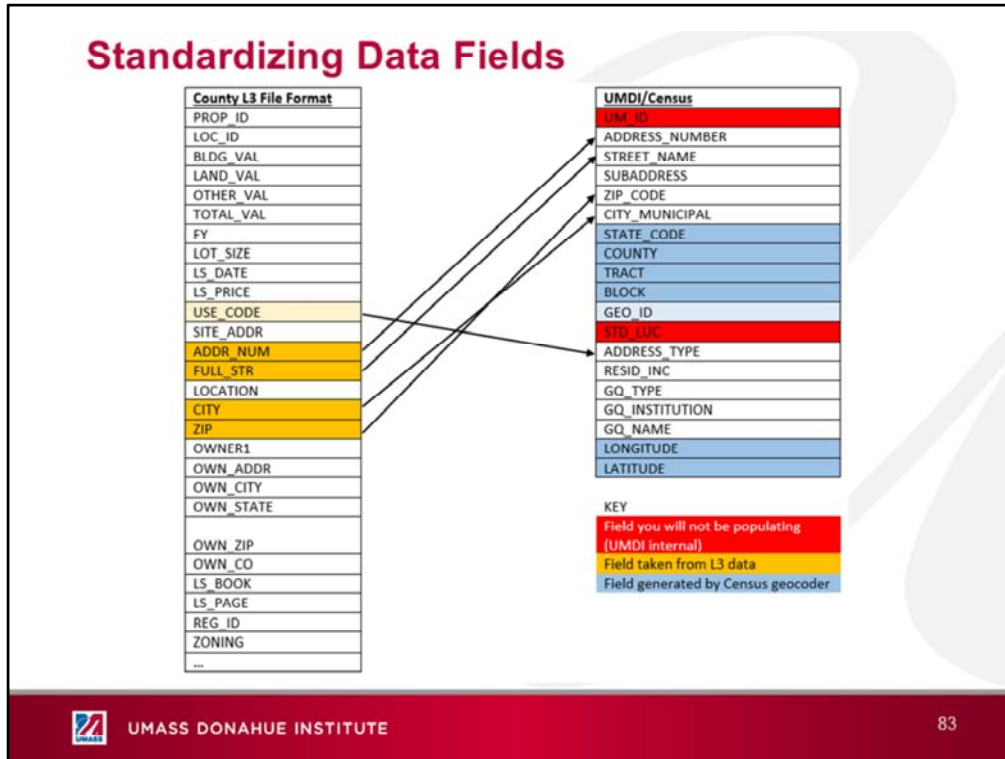 Standardizing Data Fields
County L3 File Format
PROP_ID
LOC_ID
BLDG_VAL
LAND_VAL
OTHER_VAL
TOTAL_VAL
FY
LOT_SIZE
LS_DATE
LS_PRICE
USE_CODE
SITE_ADDR
ADDR_NUM
FULL_STR
LOCATION
CITY
ZIP
OWNER1
OWN_ADDR
OWN_CITY
OWN_STATE
OWN_ZIP
OWN_CO
LS_BOOK
LS_PAGE
REG_ID
ZONING
...
UMDI/Census
UM_ID
ADDRESS_NUMBER
STREET_NAME
SUBADDRESS
ZIP_CODE
CITY_MUNICIPAL
STATE_CODE
COUNTY
TRACT
BLOCK
GEO_ID
STD_LUC
ADDRESS_TYPE
RESID_INC
GQ_TYPE
GQ_INSTITUTION
GQ_NAME
LONGITUDE
LATITUDE
KEY
Field you will not be populating
(UMDI internal)
Field taken from L3 data
Field generated by Census geocoder
UMASS
UMASS DONAHUE INSTITUTE
83